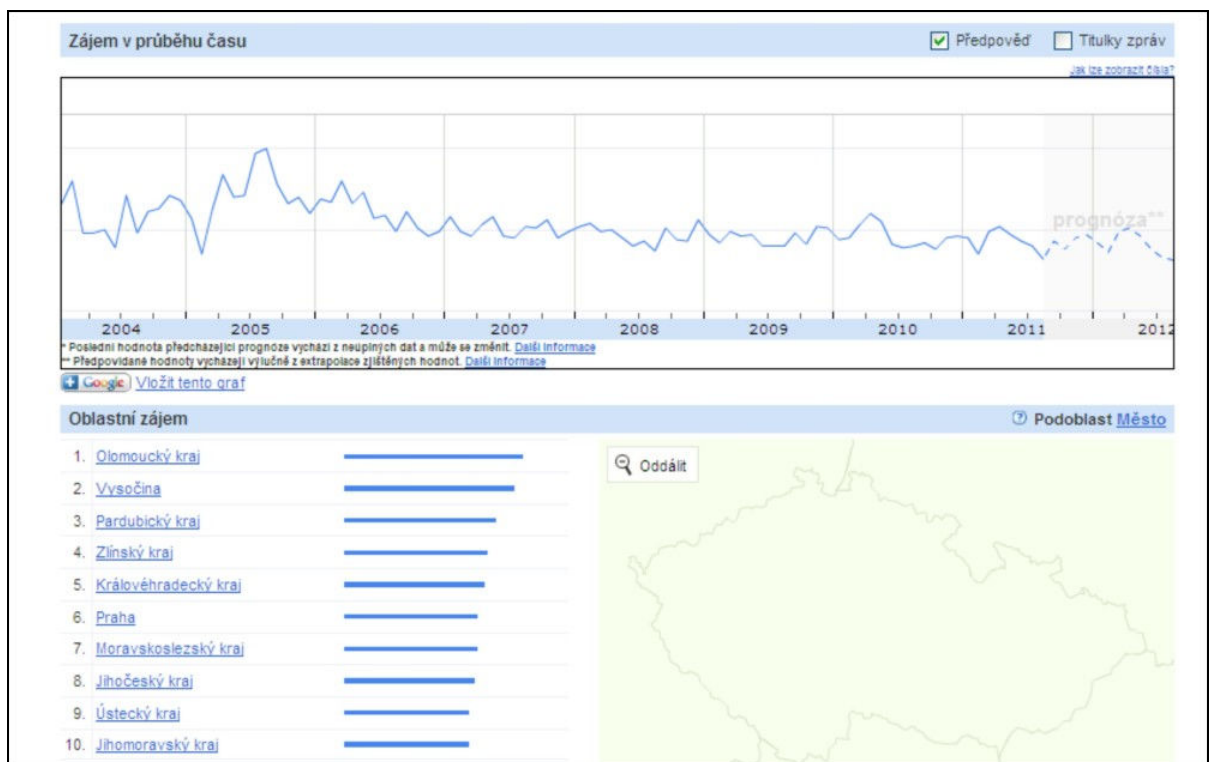 Zájem v průběhu času
Předpověď
Titulky zpráv
Jak lze zobrazit čísla?
prognóza**
2004 2005 2006 2007 2008 2009 2010 2011 2012
* Poslední hodnota předcházející prognóze vychází z neúplných dat a může se změnit. Další informace
** Předpovídané hodnoty vycházejí výlučně z extrapolace zjištěných hodnot. Další informace
Google Vložit tento graf
Oblastní zájem
Podoblast Město
1. Olomoucký kraj
2. Vysočina
3. Pardubický kraj
4. Zlínský kraj
5. Královéhradecký kraj
6. Praha
7. Moravskoslezský kraj
8. Jihočeský kraj
9. Ústecký kraj
10. Jihomoravský kraj
Oddálit